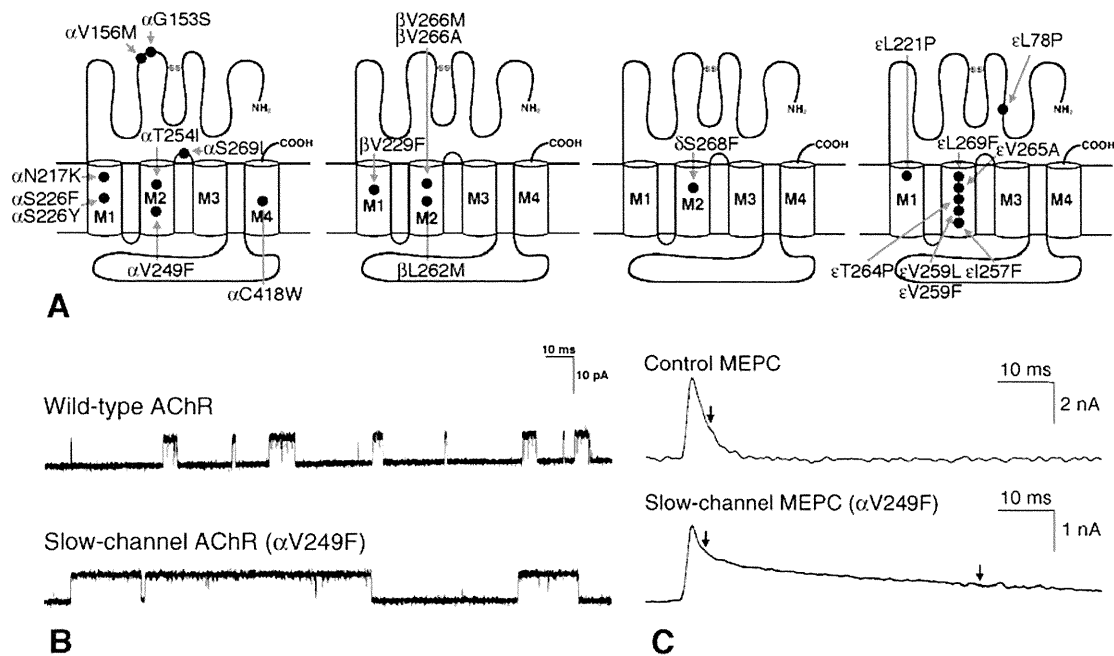 αV156M
αG153S
SS
NH2
αT254I
αS269I
COOH
αN217K
αS226F
αS226Y
M1
M2
M3
M4
αV249F
αC418W
βV266M
βV266A
SS
NH2
βV229F
COOH
M1
M2
M3
M4
βL262M
SS
NH2
δS268F
COOH
M1
M2
M3
M4
εL221P
εL78P
SS
NH2
εL269F
εV265A
COOH
M1
M3
M4
εT264P
εV259L
εI257F
εV259F
A
10 ms
10 pA
Wild-type AChR
Slow-channel AChR (αV249F)
B
Control MEPC
10 ms
2 nA
Slow-channel MEPC (αV249F)
10 ms
1 nA
C